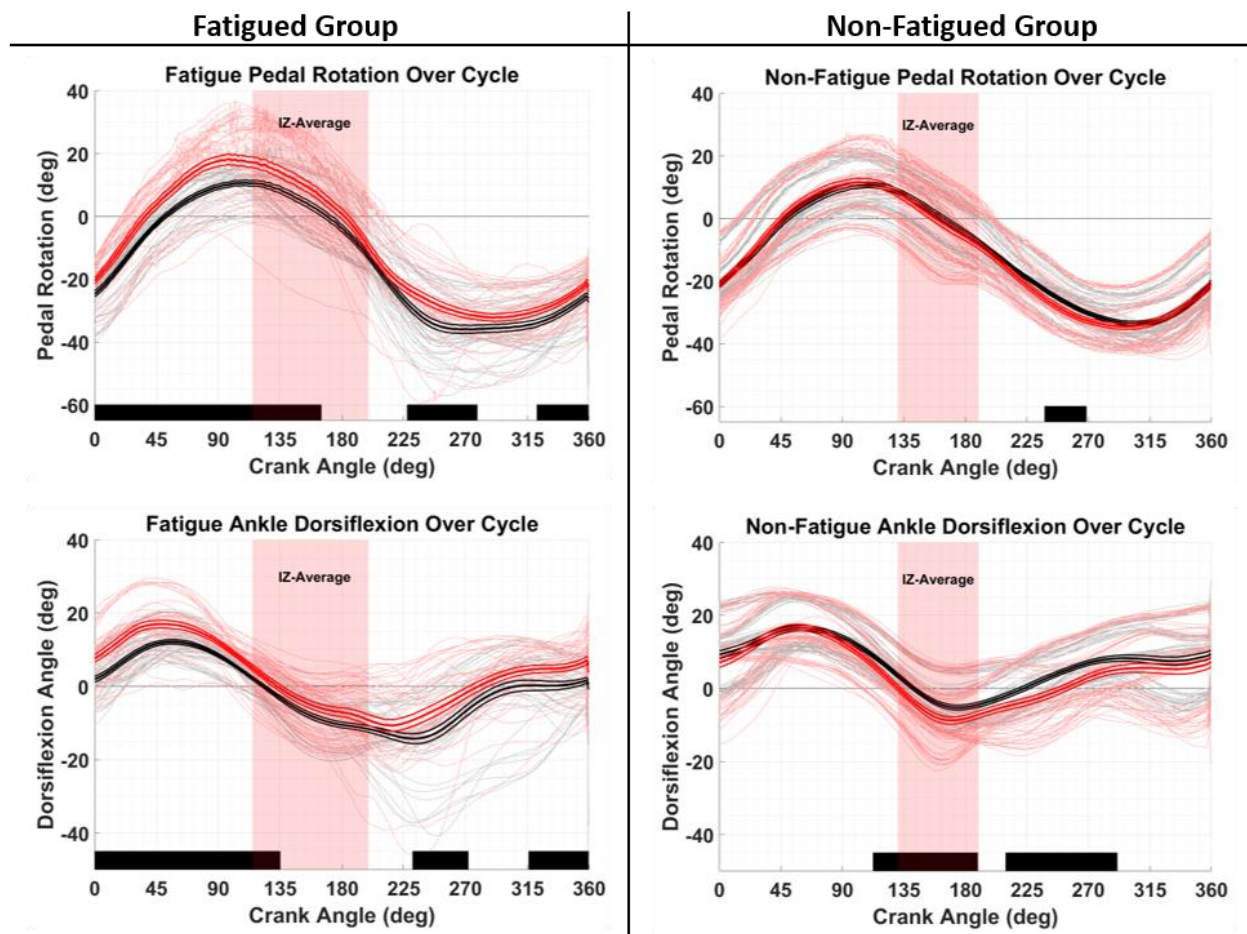 Fatigued Group
Non-Fatigued Group
Fatigue Pedal Rotation Over Cycle
40
20
0
-20
-40
-60
Pedal Rotation (deg)
IZ-Average
0 45 90 135 180 225 270 315 360
Crank Angle (deg)
Non-Fatigue Pedal Rotation Over Cycle
40
20
0
-20
-40
-60
Pedal Rotation (deg)
IZ-Average
0 45 90 135 180 225 270 315 360
Crank Angle (deg)
Fatigue Ankle Dorsiflexion Over Cycle
40
20
0
-20
-40
Dorsiflexion Angle (deg)
IZ-Average
0 45 90 135 180 225 270 315 360
Crank Angle (deg)
Non-Fatigue Ankle Dorsiflexion Over Cycle
40
20
0
-20
-40
Dorsiflexion Angle (deg)
IZ-Average
0 45 90 135 180 225 270 315 360
Crank Angle (deg)